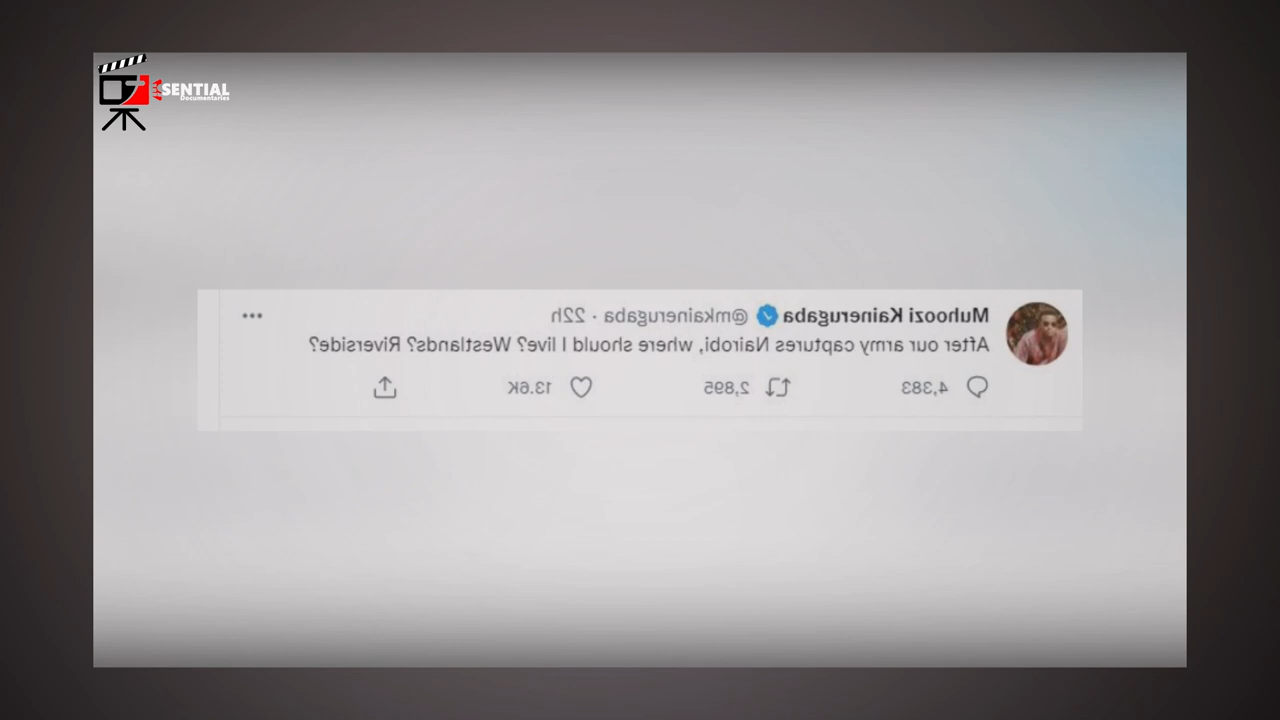 SENTIAL
Documentaries
Muhoozi Kainerugaba @mkainerugaba · 22h
After our army captures Nairobi, where should I live? Westlands? Riverside?
4,383 2,895 13.6K